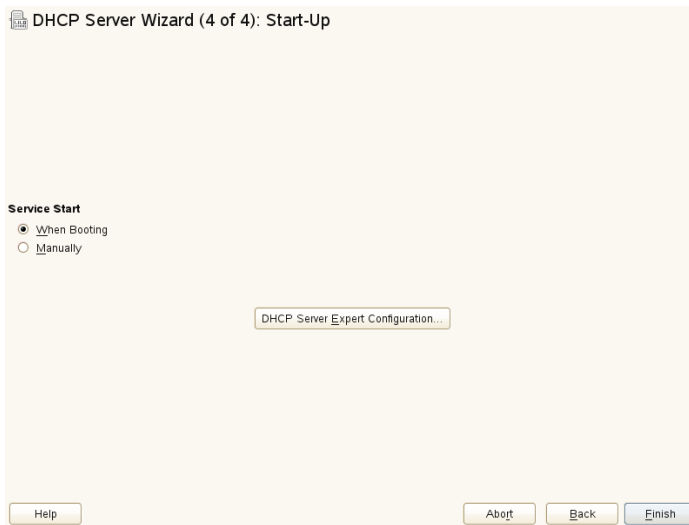 DHCP Server Wizard (4 of 4): Start-Up
Service Start
When Booting
Manually
DHCP Server Expert Configuration...
Help
Abort
Back
Finish